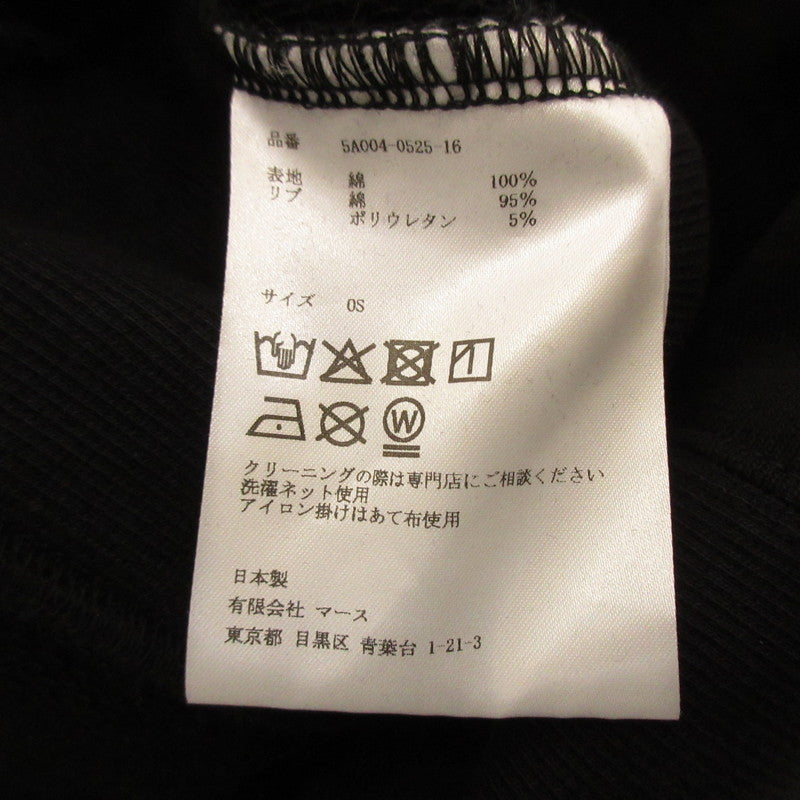 品番 5A004-0525-16
表地 綿 100%
リブ 綿 95%
ポリウレタン 5%
サイズ OS
W
クリーニングの際は専門店にご相談ください
洗濯ネット使用
アイロン掛けはあて布使用
日本製
有限会社 マース
東京都 目黒区 青葉台 1-21-3